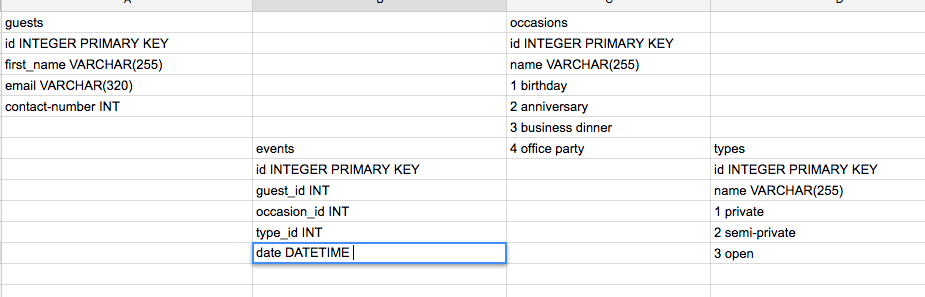 guests
id INTEGER PRIMARY KEY
first_name VARCHAR(255)
email VARCHAR(320)
contact-number INT
events
id INTEGER PRIMARY KEY
guest_id INT
occasion_id INT
type_id INT
date DATETIME
occasions
id INTEGER PRIMARY KEY
name VARCHAR(255)
1 birthday
2 anniversary
3 business dinner
4 office party
types
id INTEGER PRIMARY KEY
name VARCHAR(255)
1 private
2 semi-private
3 open